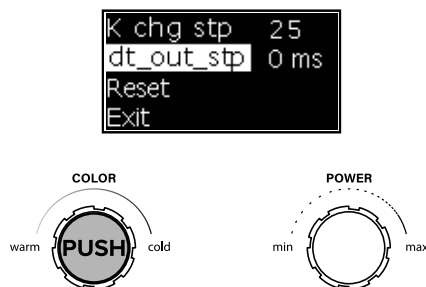 K chg stp 25
dt_out_stp 0 ms
Reset
Exit
COLOR POWER
warm PUSH cold min max